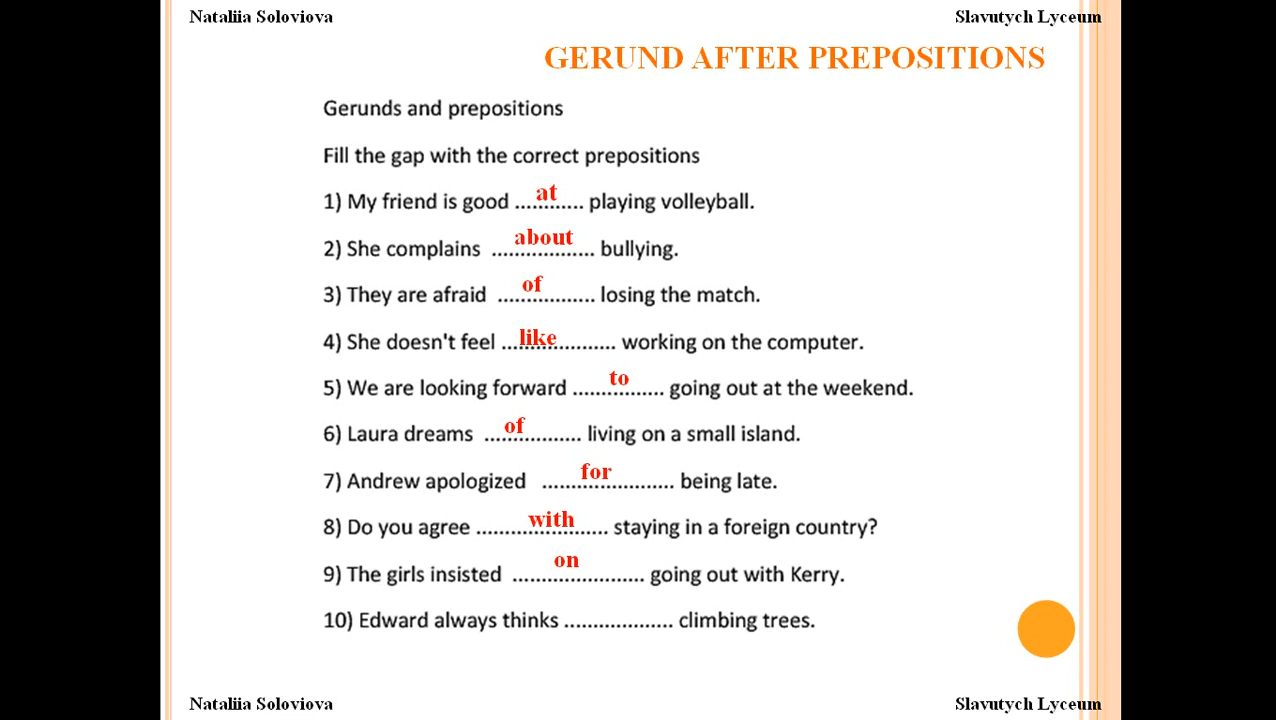 Nataliia Soloviova Slavutych Lyceum
GERUND AFTER PREPOSITIONS
Gerunds and prepositions
Fill the gap with the correct prepositions
1) My friend is good ....at........ playing volleyball.
2) She complains ....about............... bullying.
3) They are afraid ....of.............. losing the match.
4) She doesn't feel ...like.................. working on the computer.
5) We are looking forward ......to.......... going out at the weekend.
6) Laura dreams ....of.............. living on a small island.
7) Andrew apologized .......for................. being late.
8) Do you agree .........with............... staying in a foreign country?
9) The girls insisted .......on................. going out with Kerry.
10) Edward always thinks ................... climbing trees.
Nataliia Soloviova Slavutych Lyceum